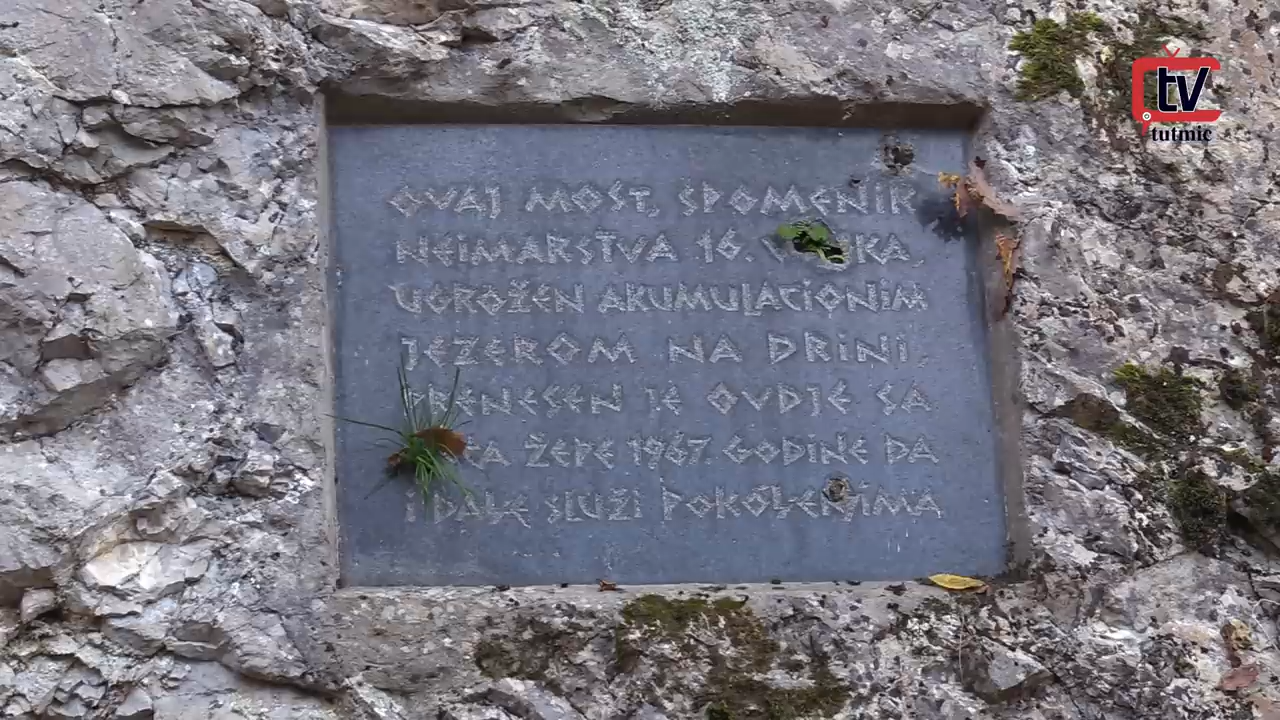 OVAJ MOST, SPOMENIK
NEIMARSTVA 16.
UGROŽEN AKUMULACIONIM
JEZEROM NA DRINI,
PRENESEN JE OVDJE SA
ŽEPE 1967. GODINE DA
I DALJE SLUŽI POKOLJENJIMA
tv
tutmic